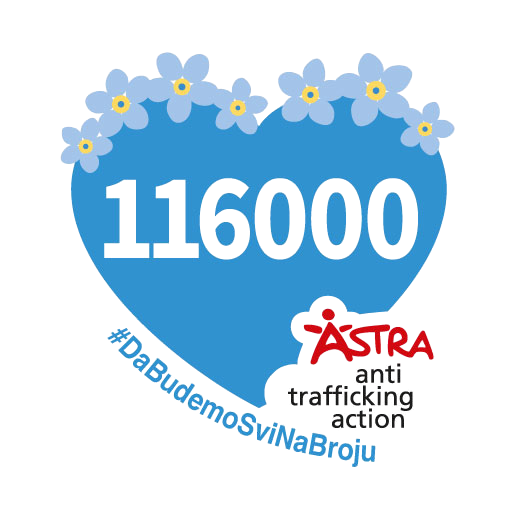 116000
ASTRA
anti
trafficking
action
#DaBudemoSviNaBroju